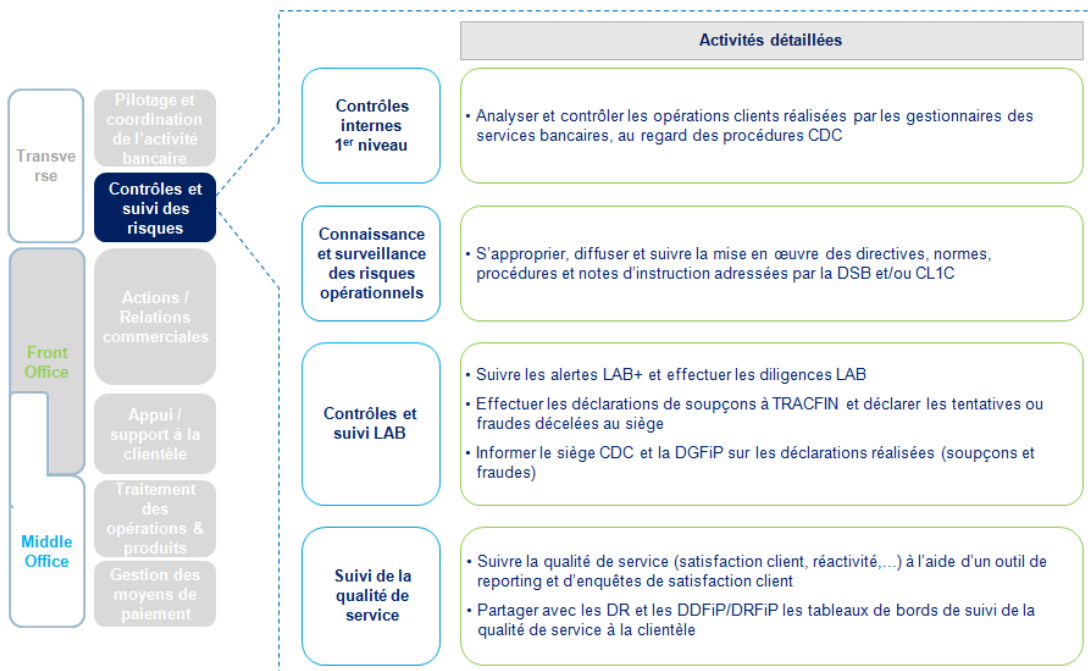 Activités détaillées
Transve
rse
Pilotage et
coordination
de l'activité
bancaire
Contrôles et
suivi des
risques
Front
Office
Actions /
Relations
commerciales
Appui /
support à la
clientèle
Middle
Office
Traitement
des
opérations &
produits
Gestion des
moyens de
paiement
Contrôles
internes
1er niveau
• Analyser et contrôler les opérations clients réalisées par les gestionnaires des
services bancaires, au regard des procédures CDC
Connaissance
et surveillance
des risques
opérationnels
• S'approprier, diffuser et suivre la mise en œuvre des directives, normes,
procédures et notes d'instruction adressées par la DSB et/ou CL1C
Contrôles et
suivi LAB
• Suivre les alertes LAB+ et effectuer les diligences LAB
• Effectuer les déclarations de soupçons à TRACFIN et déclarer les tentatives ou
fraudes décelées au siège
• Informer le siège CDC et la DGFiP sur les déclarations réalisées (soupçons et
fraudes)
Suivi de la
qualité de
service
• Suivre la qualité de service (satisfaction client, réactivité,...) à l'aide d'un outil de
reporting et d'enquêtes de satisfaction client
• Partager avec les DR et les DDFiP/DRFiP les tableaux de bords de suivi de la
qualité de service à la clientèle